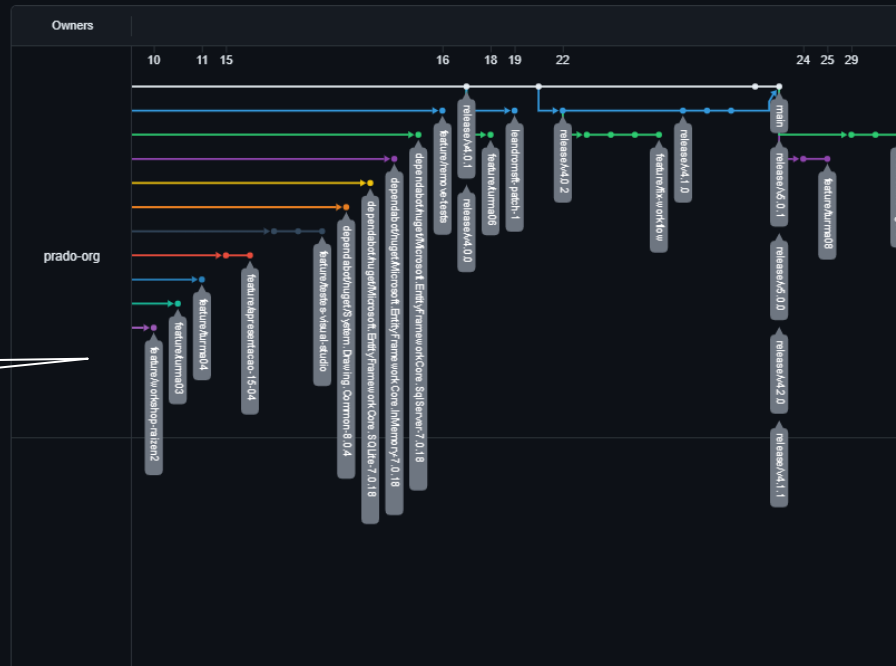 Owners
10 11 15 16 18 19 22 24 25 29
prado-org
feature/workshop-raizen2
feature/turma03
feature/turma04
feature/apresentacao-15-04
feature/testes-visual-studio
dependabot/nuget/System.Drawing.Common-8.0.4
dependabot/nuget/Microsoft.EntityFrameworkCore.SQLite-7.0.18
dependabot/nuget/Microsoft.EntityFrameworkCore.InMemory-7.0.18
dependabot/nuget/Microsoft.EntityFrameworkCore.SqlServer-7.0.18
feature/remove-tests
release/v4.0.1
release/v4.0.0
feature/turma06
leandromsft-patch-1
release/v4.0.2
feature/fix-workflow
release/v4.1.0
main
release/v5.0.1
release/v5.0.0
release/v4.2.0
release/v4.1.1
feature/turma08